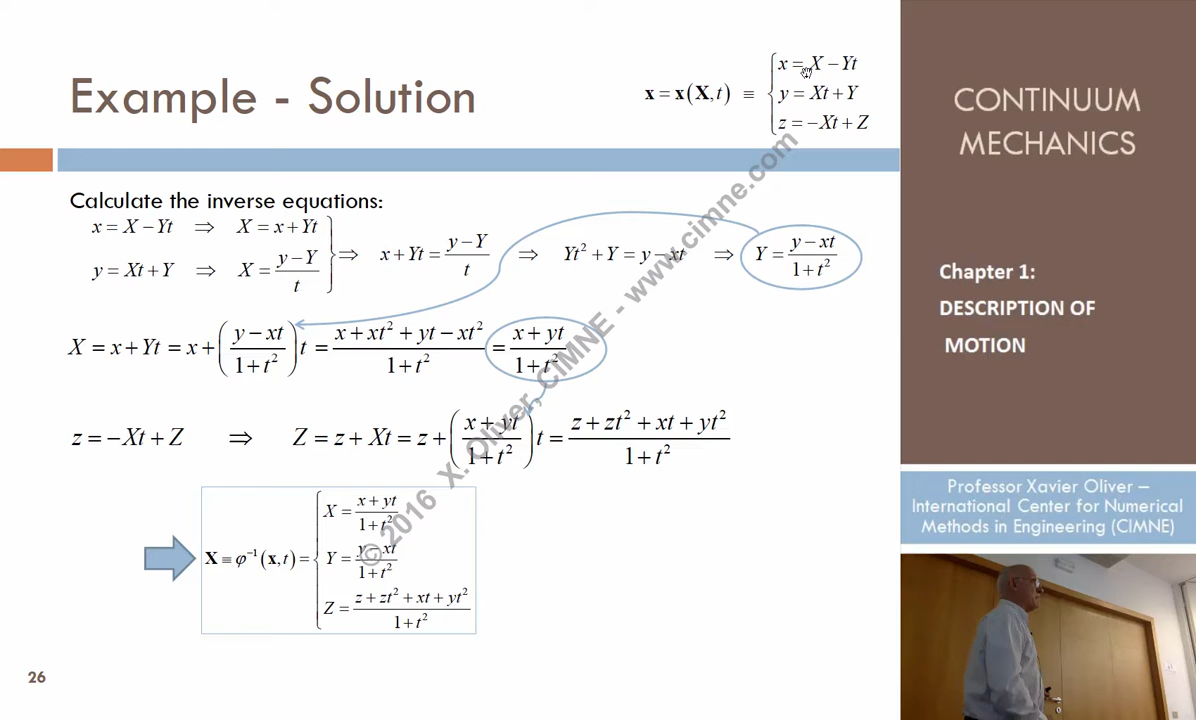 Example - Solution
x = x(X,t) ≡ { x = X − Yt
y = Xt + Y
z = −Xt + Z
Calculate the inverse equations:
x = X − Yt ⇒ X = x + Yt
y = Xt + Y ⇒ X = (y − Y)/t } ⇒ x + Yt = (y − Y)/t ⇒ Yt² + Y = y − xt ⇒ Y = (y − xt)/(1 + t²)
X = x + Yt = x + ((y − xt)/(1 + t²)) t = (x + xt² + yt − xt²)/(1 + t²) = (x + yt)/(1 + t²)
z = −Xt + Z ⇒ Z = z + Xt = z + ((x + yt)/(1 + t²)) t = (z + zt² + xt + yt²)/(1 + t²)
X ≡ φ⁻¹(x,t) = { X = (x + yt)/(1 + t²)
Y = (y − xt)/(1 + t²)
Z = (z + zt² + xt + yt²)/(1 + t²)
© 2016 X. Oliver, CIMNE - www.cimne.com
26
CONTINUUM
MECHANICS
Chapter 1:
DESCRIPTION OF
MOTION
Professor Xavier Oliver –
International Center for Numerical
Methods in Engineering (CIMNE)